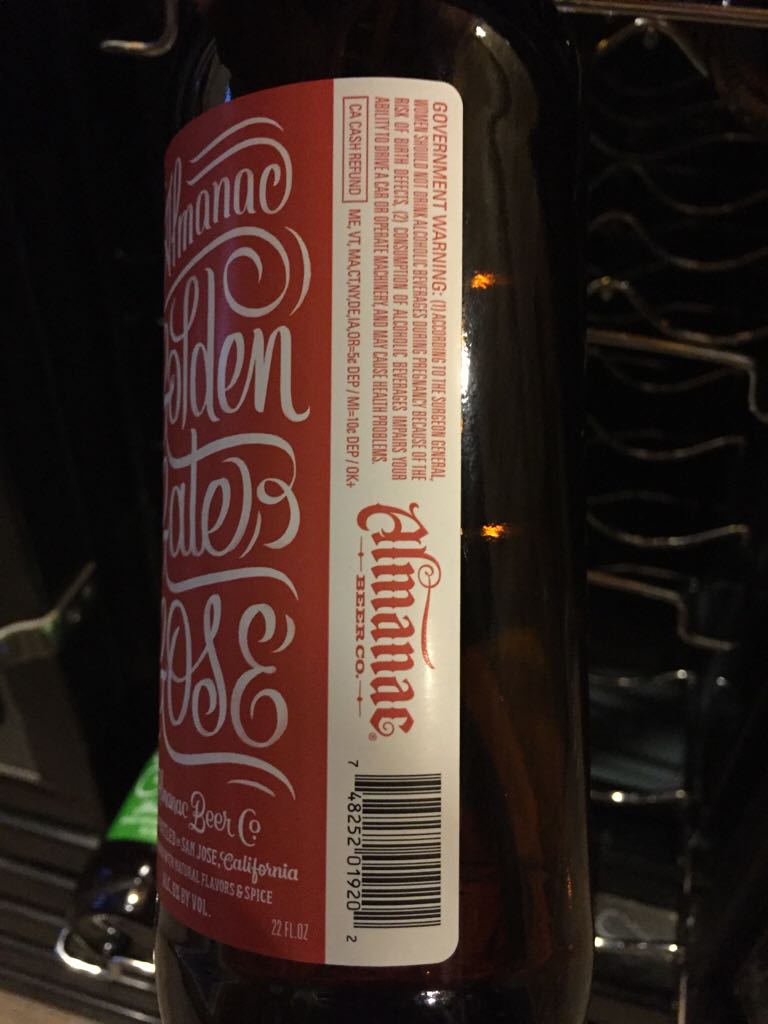 Almanac
Golden
Gate
ROSE
Almanac Beer Co
SAN JOSE, California
NATURAL FLAVORS & SPICE
BY VOL.
22 FL.OZ
GOVERNMENT WARNING: (1) ACCORDING TO THE SURGEON GENERAL,
WOMEN SHOULD NOT DRINK ALCOHOLIC BEVERAGES DURING PREGNANCY BECAUSE OF THE
RISK OF BIRTH DEFECTS. (2) CONSUMPTION OF ALCOHOLIC BEVERAGES IMPAIRS YOUR
ABILITY TO DRIVE A CAR OR OPERATE MACHINERY, AND MAY CAUSE HEALTH PROBLEMS.
CA CASH REFUND ME, VT, MA,CT,NY,DE,IA,OR=5¢ DEP / MI=10¢ DEP / OK+
Almanac®
BEER CO.
7 48252 01920 2